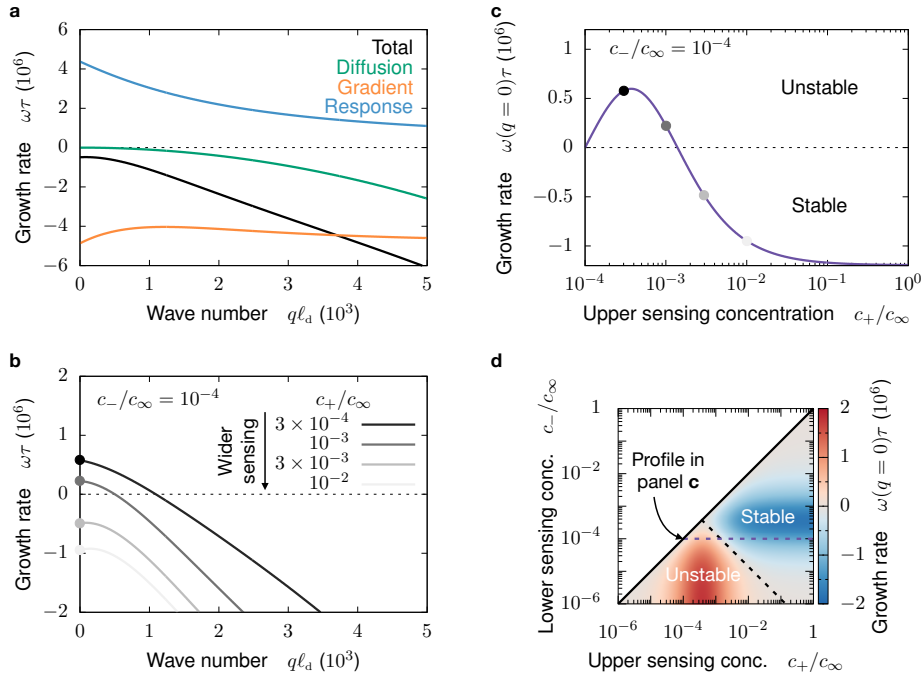 a
Growth rate ωτ (10⁶)
6
4
2
0
−2
−4
−6
Total
Diffusion
Gradient
Response
0
1
2
3
4
5
Wave number qℓ_d (10³)
b
Growth rate ωτ (10⁶)
2
1
0
−1
−2
c₋/c∞ = 10⁻⁴
Wider
sensing
c₊/c∞
3 × 10⁻⁴
10⁻³
3 × 10⁻³
10⁻²
0
1
2
3
4
5
Wave number qℓ_d (10³)
c
Growth rate ω(q = 0)τ (10⁶)
1
0.5
0
−0.5
−1
c₋/c∞ = 10⁻⁴
Unstable
Stable
10⁻⁴
10⁻³
10⁻²
10⁻¹
10⁰
Upper sensing concentration c₊/c∞
d
Lower sensing conc. c₋/c∞
1
10⁻²
10⁻⁴
10⁻⁶
Profile in
panel c
Stable
Unstable
10⁻⁶
10⁻⁴
10⁻²
1
Upper sensing conc. c₊/c∞
2
1
0
−1
−2
Growth rate ω(q = 0)τ (10⁶)